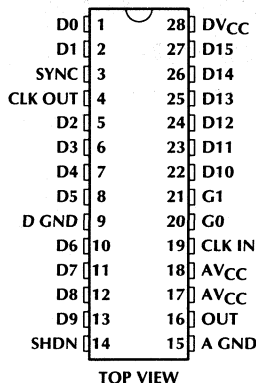 D0 1 28 DVCC
D1 2 27 D15
SYNC 3 26 D14
CLK OUT 4 25 D13
D2 5 24 D12
D3 6 23 D11
D4 7 22 D10
D5 8 21 G1
D GND 9 20 G0
D6 10 19 CLK IN
D7 11 18 AVCC
D8 12 17 AVCC
D9 13 16 OUT
SHDN 14 15 A GND
TOP VIEW